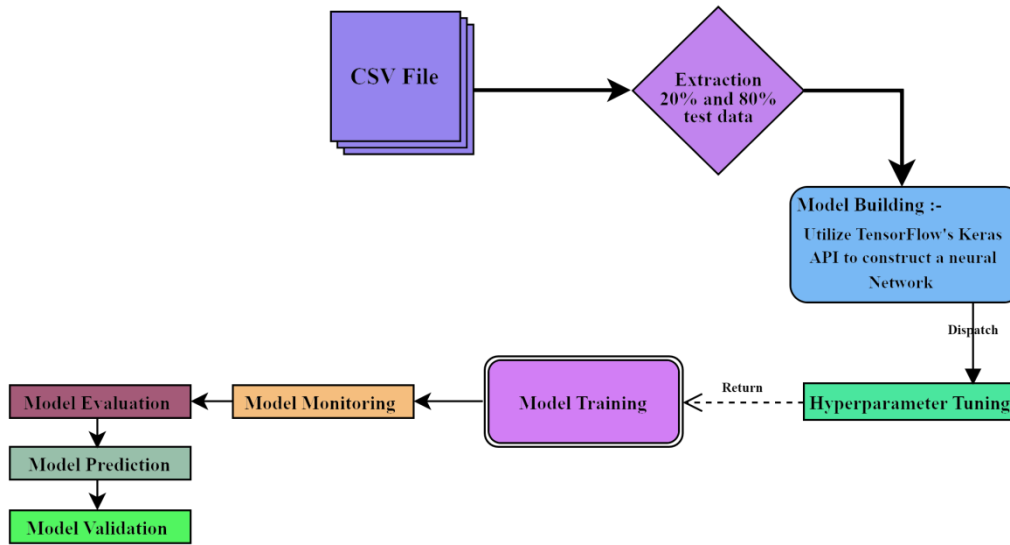 CSV File
Extraction
20% and 80%
test data
Model Building :-
Utilize TensorFlow's Keras
API to construct a neural
Network
Dispatch
Hyperparameter Tuning
Return
Model Training
Model Monitoring
Model Evaluation
Model Prediction
Model Validation